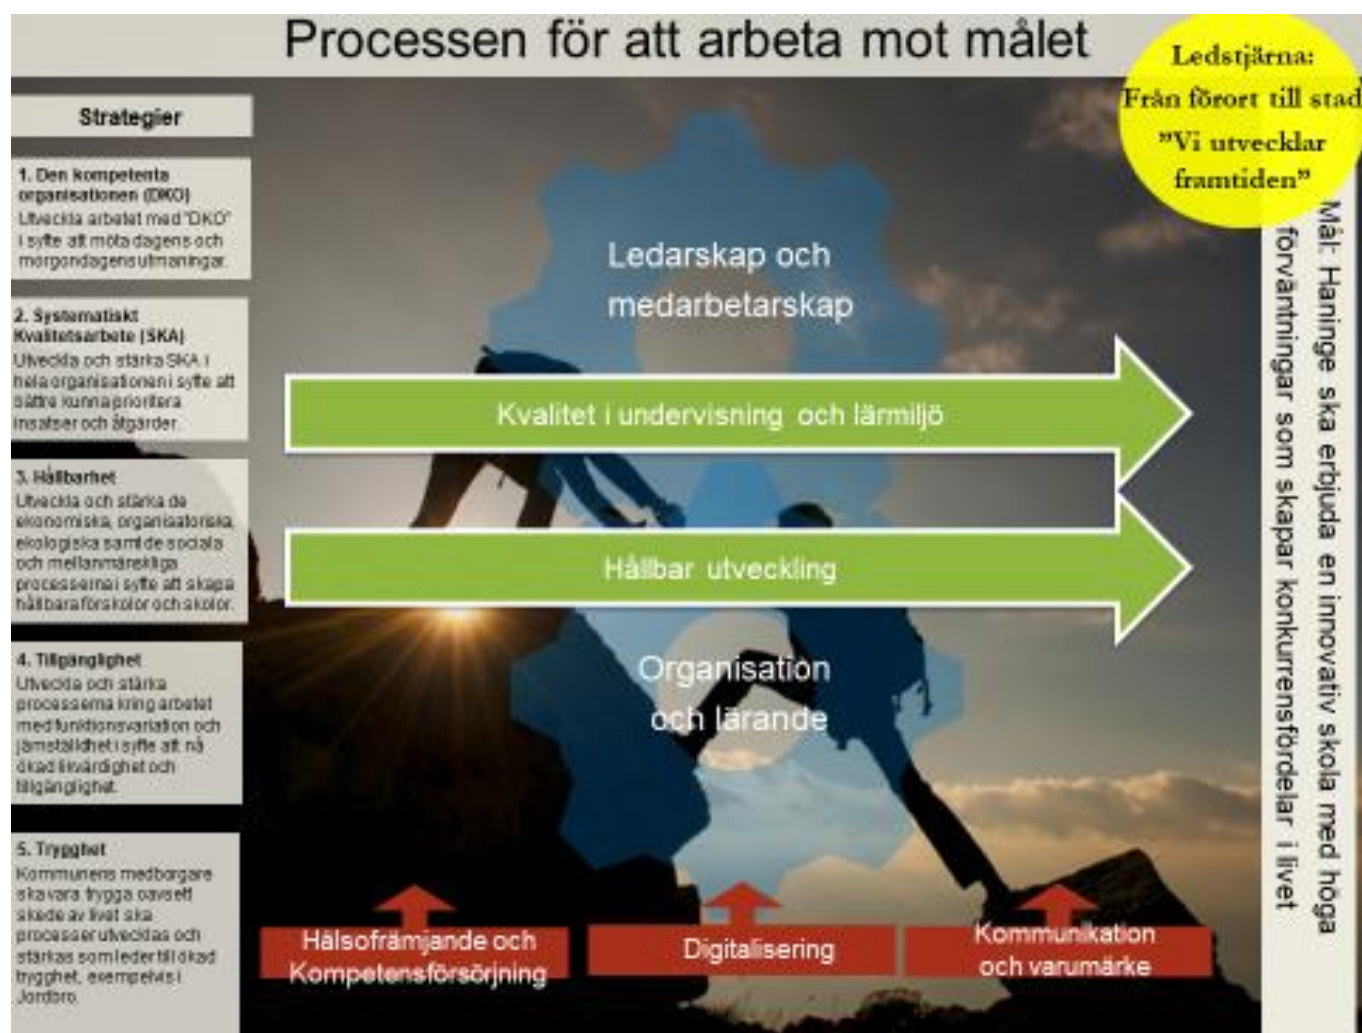 Processen för att arbeta mot målet
Ledstjärna:
Från förort till stad
”Vi utvecklar
framtiden”
Strategier
1. Den kompetenta
organisationen (DKO)
Utveckla arbetet med ”DKO”
i syfte att möta dagens och
morgondagens utmaningar.
2. Systematiskt
Kvalitetsarbete (SKA)
Utveckla och stärka SKA i
hela organisationen i syfte att
bättre kunna prioritera
insatser och åtgärder.
3. Hållbarhet
Utveckla och stärka de
ekonomiska, organisatoriska,
ekologiska samt de sociala
och mellanmänskliga
processerna i syfte att skapa
hållbara förskolor och skolor.
4. Tillgänglighet
Utveckla och stärka
processerna kring arbetet
med funktionsvariation och
jämställdhet i syfte att nå
ökad likvärdighet och
tillgänglighet.
5. Trygghet
Kommunens medborgare
ska vara trygga oavsett
skede av livet ska
processer utvecklas och
stärkas som leder till ökad
trygghet, exempelvis i
Jordbro.
Ledarskap och
medarbetarskap
Kvalitet i undervisning och lärmiljö
Hållbar utveckling
Organisation
och lärande
Hälsofrämjande och
Kompetensförsörjning
Digitalisering
Kommunikation
och varumärke
Mål: Haninge ska erbjuda en innovativ skola med höga
förväntningar som skapar konkurrensfördelar i livet